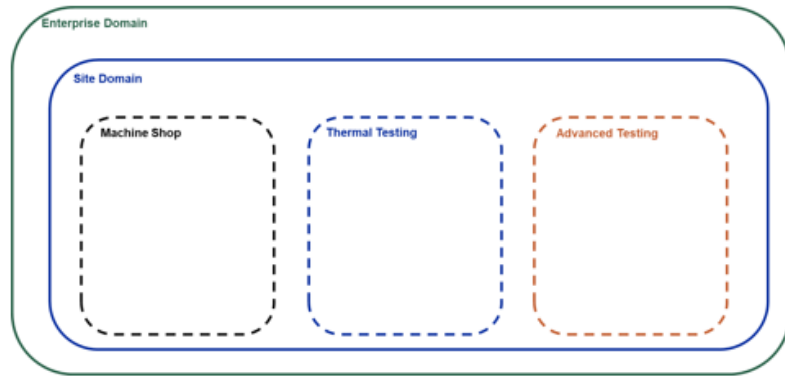 Enterprise Domain
Site Domain
Machine Shop
Thermal Testing
Advanced Testing